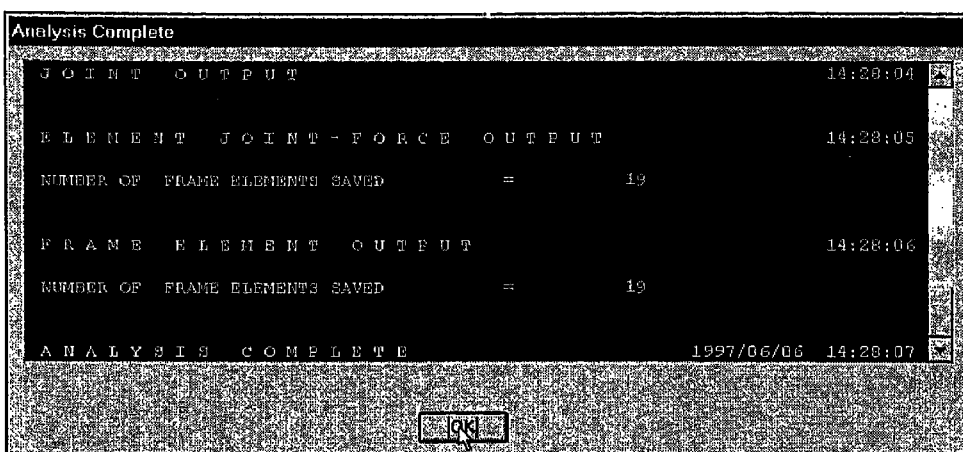 Analysis Complete
J O I N T   O U T P U T   14:28:04
E L E M E N T   J O I N T - F O R C E   O U T P U T   14:28:05
NUMBER OF FRAME ELEMENTS SAVED = 19
F R A M E   E L E M E N T   O U T P U T   14:28:06
NUMBER OF FRAME ELEMENTS SAVED = 19
A N A L Y S I S   C O M P L E T E   1997/06/06 14:28:07
OK